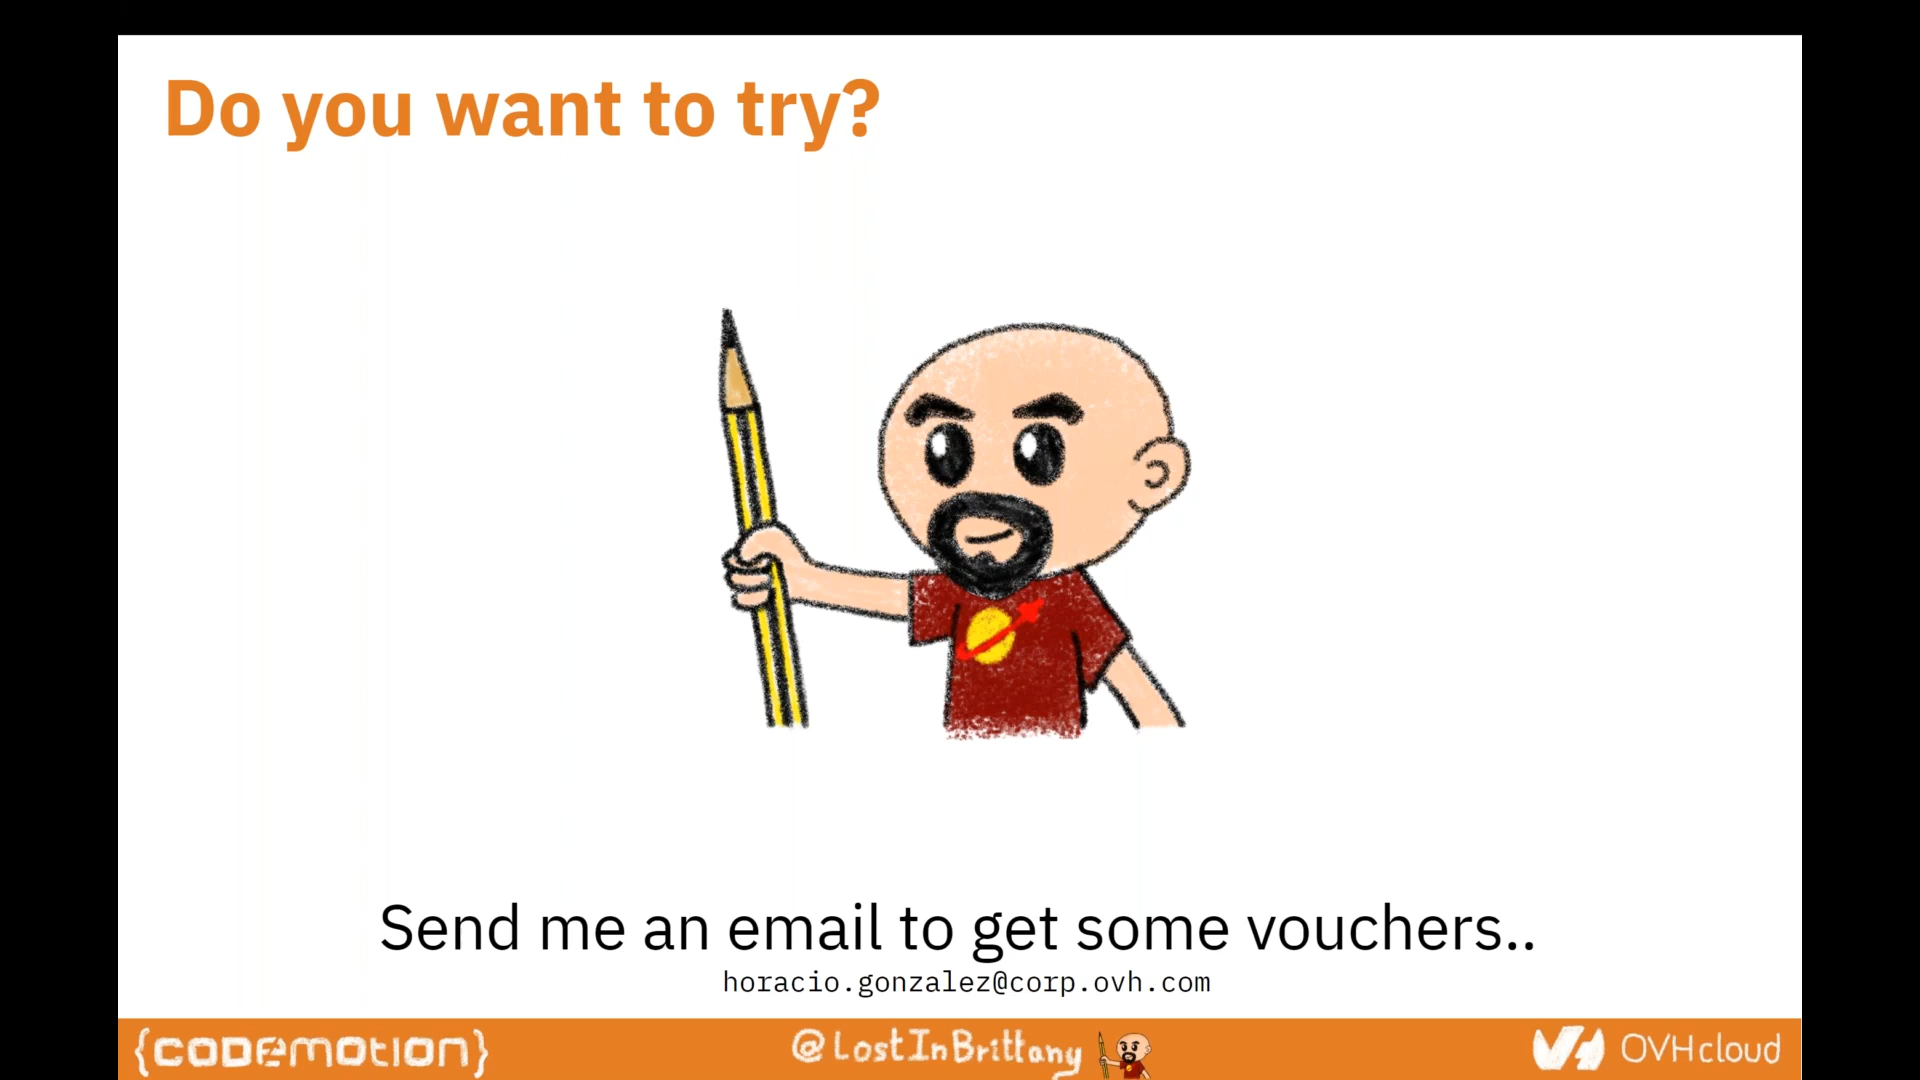 Do you want to try?
Send me an email to get some vouchers..
horacio.gonzalez@corp.ovh.com
{codemotion}
@LostInBrittany
OVHcloud